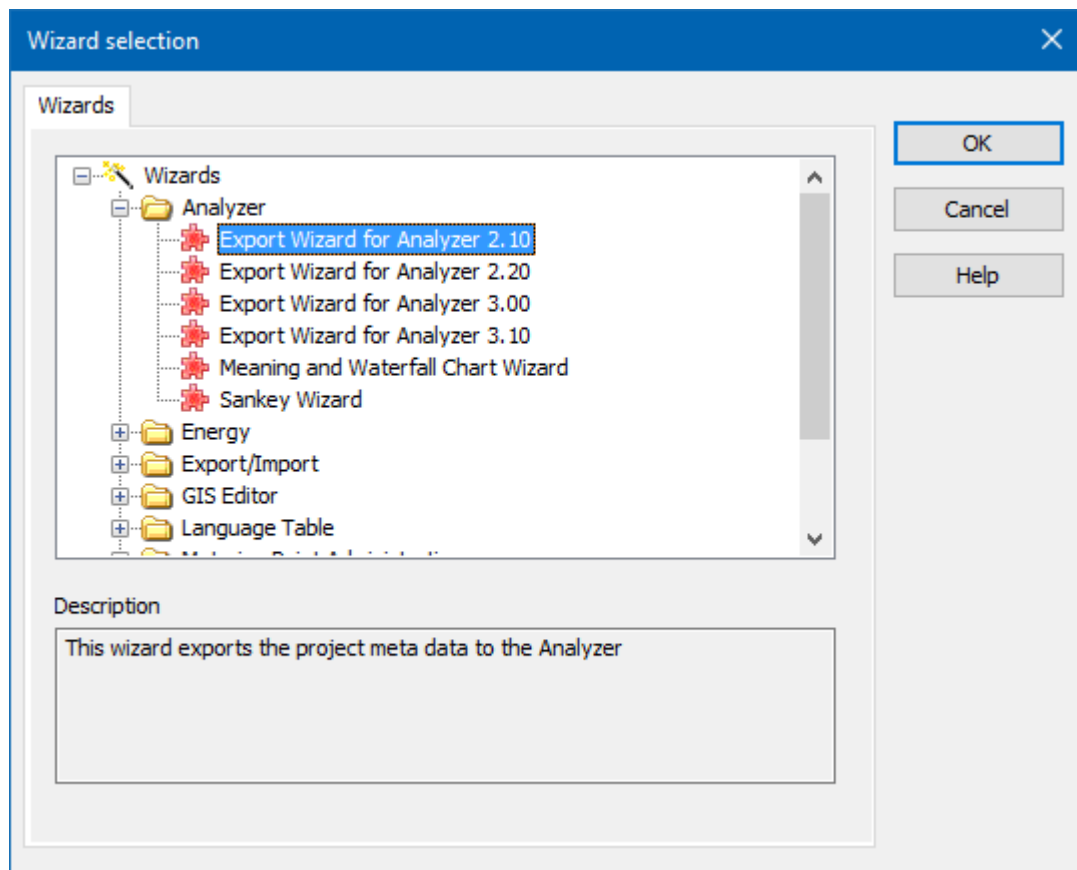 Wizard selection
Wizards
OK
Cancel
Help
Wizards
Analyzer
Export Wizard for Analyzer 2.10
Export Wizard for Analyzer 2.20
Export Wizard for Analyzer 3.00
Export Wizard for Analyzer 3.10
Meaning and Waterfall Chart Wizard
Sankey Wizard
Energy
Export/Import
GIS Editor
Language Table
Description
This wizard exports the project meta data to the Analyzer